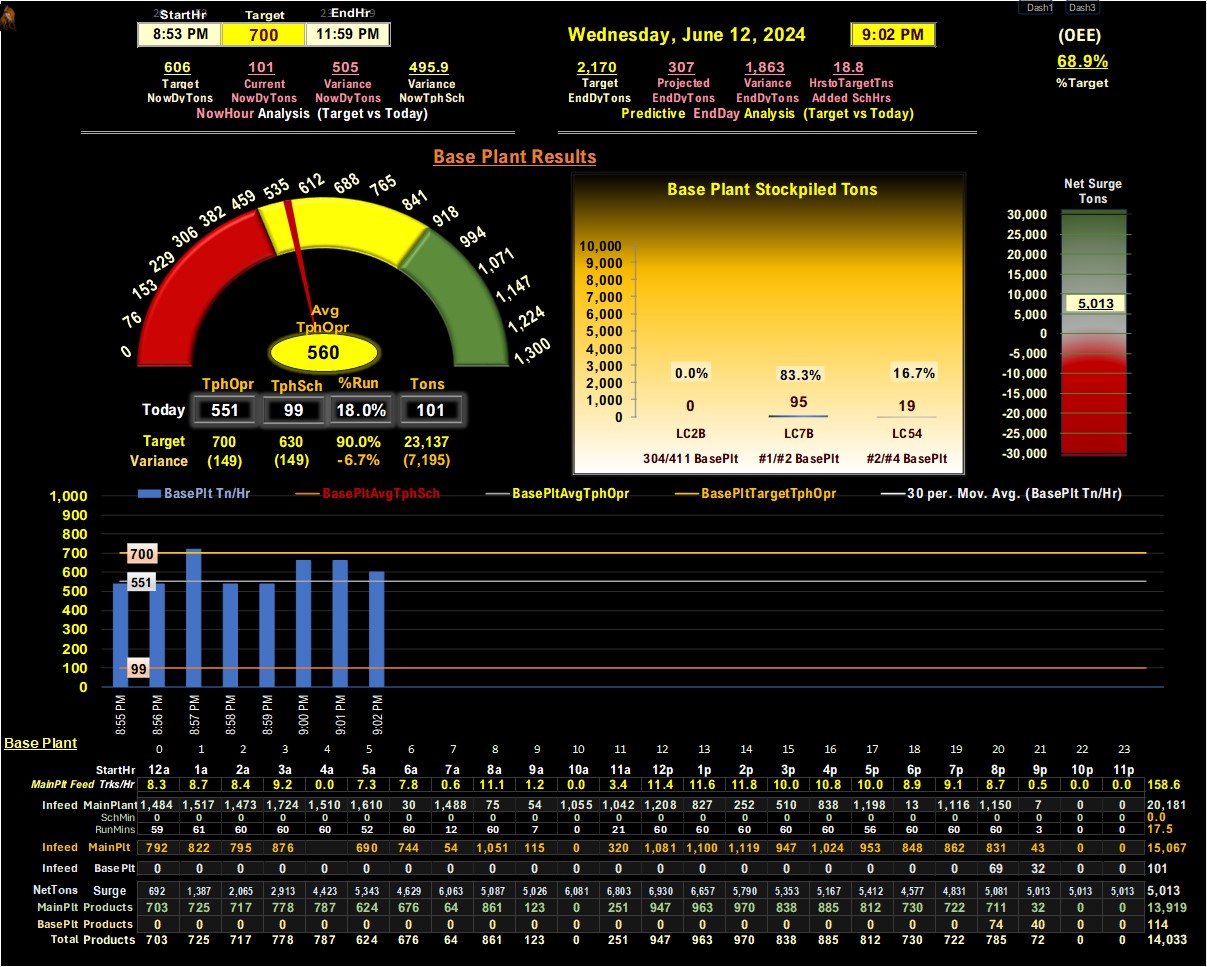 Dash1 Dash3
StartHr Target EndHr
8:53 PM 700 11:59 PM
Wednesday, June 12, 2024 9:02 PM
(OEE)
68.9%
%Target
606 101 505 495.9
Target Current Variance Variance
NowDyTons NowDyTons NowDyTons NowTphSch
NowHour Analysis (Target vs Today)
2,170 307 1,863 18.8
Target Projected Variance HrstoTargetTns
EndDyTons EndDyTons EndDyTons Added SchHrs
Predictive EndDay Analysis (Target vs Today)
Base Plant Results
0 76 153 229 306 382 459 535 612 688 765 841 918 994 1,071 1,147 1,224 1,300
Avg
TphOpr
560
TphOpr TphSch %Run Tons
Today 551 99 18.0% 101
Target 700 630 90.0% 23,137
Variance (149) (149) -6.7% (7,195)
Base Plant Stockpiled Tons
10,000
9,000
8,000
7,000
6,000
5,000
4,000
3,000
2,000
1,000
0
0.0% 83.3% 16.7%
0 95 19
LC2B LC7B LC54
304/411 BasePlt #1/#2 BasePlt #2/#4 BasePlt
Net Surge
Tons
30,000
25,000
20,000
15,000
10,000
5,013
5,000
0
-5,000
-10,000
-15,000
-20,000
-25,000
-30,000
BasePlt Tn/Hr BasePltAvgTphSch BasePltAvgTphOpr BasePltTargetTphOpr 30 per. Mov. Avg. (BasePlt Tn/Hr)
1,000
900
800
700
600
500
400
300
200
100
0
700
551
99
8:55 PM 8:56 PM 8:57 PM 8:58 PM 8:59 PM 9:00 PM 9:01 PM 9:02 PM
Base Plant
0 1 2 3 4 5 6 7 8 9 10 11 12 13 14 15 16 17 18 19 20 21 22 23
StartHr 12a 1a 2a 3a 4a 5a 6a 7a 8a 9a 10a 11a 12p 1p 2p 3p 4p 5p 6p 7p 8p 9p 10p 11p
MainPlt Feed Trks/Hr 8.3 8.7 8.4 9.2 0.0 7.3 7.8 0.6 11.1 1.2 0.0 3.4 11.4 11.6 11.8 10.0 10.8 10.0 8.9 9.1 8.7 0.5 0.0 0.0 158.6
Infeed MainPlant 1,484 1,517 1,473 1,724 1,510 1,610 30 1,488 75 54 1,055 1,042 1,208 827 252 510 838 1,198 13 1,116 1,150 7 0 0 20,181
SchMin 0 0 0 0 0 0 0 0 0 0 0 0 0 0 0 0 0 0 0 0 0 0 0 0 0.0
RunMins 59 61 60 60 60 52 60 12 60 7 0 21 60 60 60 60 60 56 60 60 60 3 0 0 17.5
Infeed MainPlt 792 822 795 876 690 744 54 1,051 115 0 320 1,081 1,100 1,119 947 1,024 953 848 862 831 43 0 0 15,067
Infeed BasePlt 0 0 0 0 0 0 0 0 0 0 0 0 0 0 0 0 0 0 0 0 69 32 0 0 101
NetTons Surge 692 1,387 2,065 2,913 4,423 5,343 4,629 6,063 5,087 5,026 6,081 6,803 6,930 6,657 5,790 5,353 5,167 5,412 4,577 4,831 5,081 5,013 5,013 5,013 5,013
MainPlt Products 703 725 717 778 787 624 676 64 861 123 0 251 947 963 970 838 885 812 730 722 711 32 0 0 13,919
BasePlt Products 0 0 0 0 0 0 0 0 0 0 0 0 0 0 0 0 0 0 0 0 74 40 0 0 114
Total Products 703 725 717 778 787 624 676 64 861 123 0 251 947 963 970 838 885 812 730 722 785 72 0 0 14,033